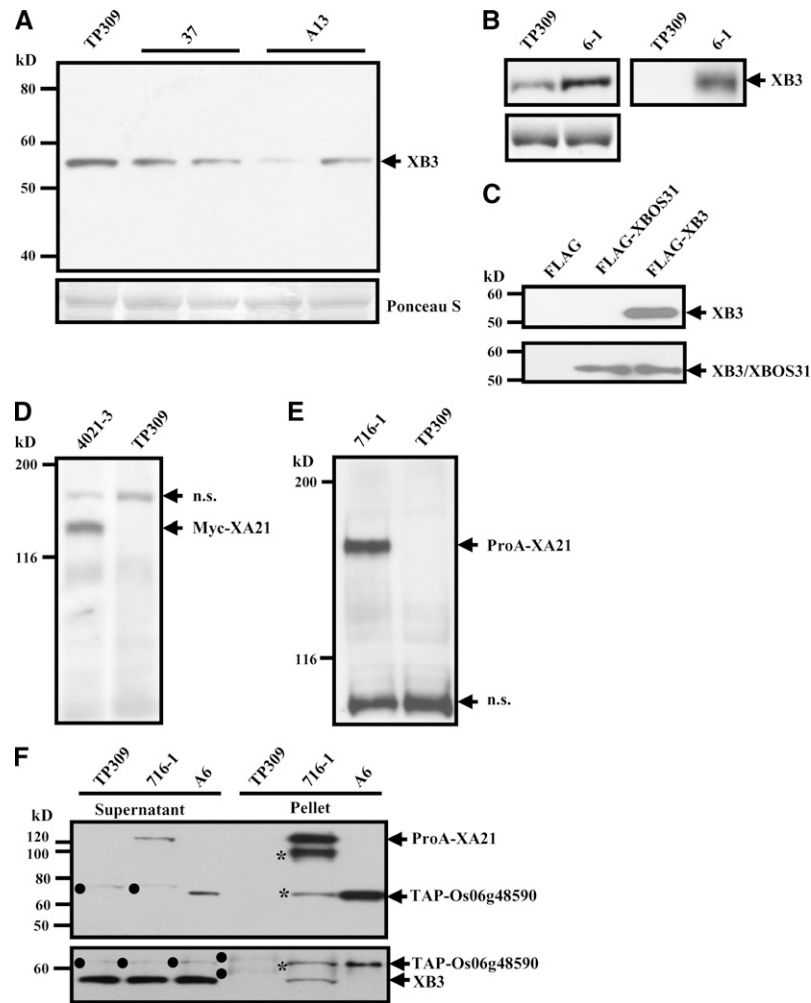 A
TP309
37
A13
kD
80
60
50
40
XB3
Ponceau S
B
TP309
6-1
TP309
6-1
XB3
C
FLAG
FLAG-XBOS31
FLAG-XB3
kD
60
50
XB3
60
50
XB3/XBOS31
D
4021-3
TP309
kD
200
116
n.s.
Myc-XA21
E
716-1
TP309
kD
200
116
ProA-XA21
n.s.
F
TP309
716-1
A6
TP309
716-1
A6
Supernatant
Pellet
kD
120
100
80
60
50
ProA-XA21
*
* TAP-Os06g48590
60
* TAP-Os06g48590
XB3